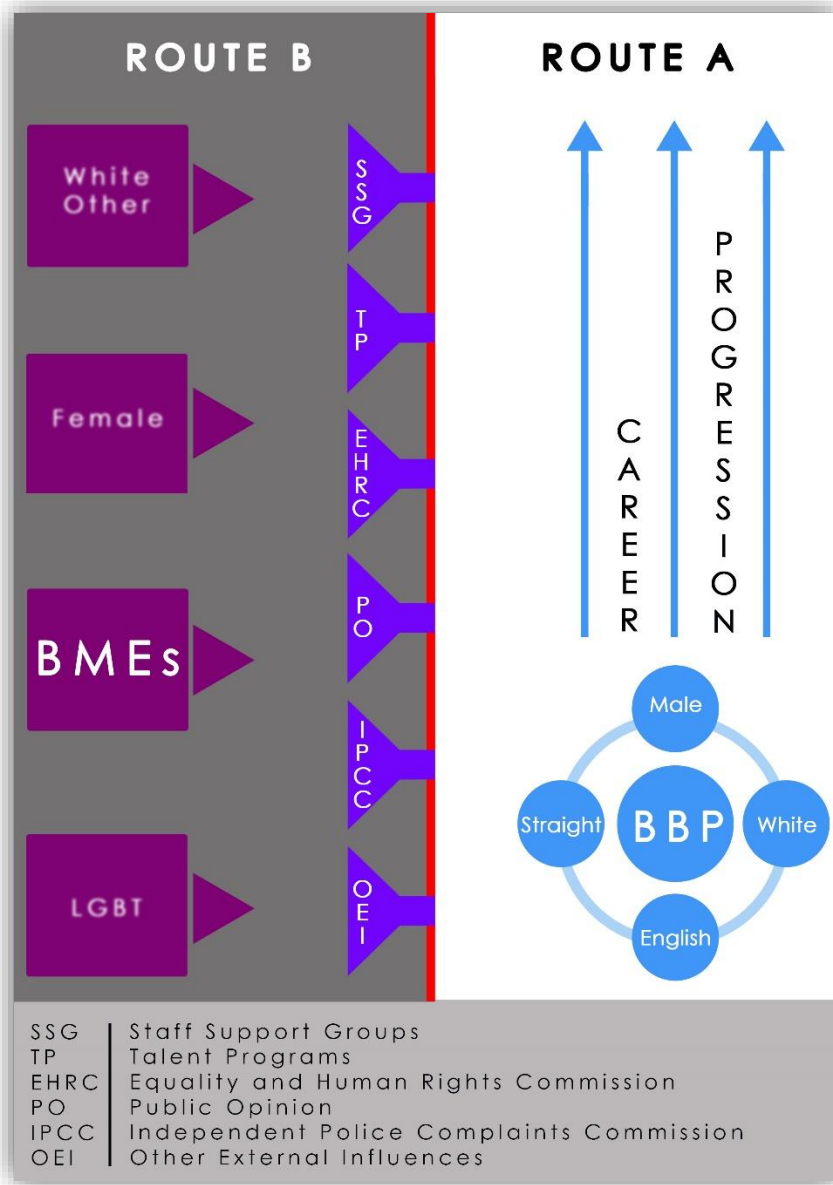 ROUTE B
White
Other
Female
BMEs
LGBT
SSG
TP
EHRC
PO
IPCC
OEI
ROUTE A
CAREER
PROGRESSION
Male
Straight
BBP
White
English
SSG Staff Support Groups
TP Talent Programs
EHRC Equality and Human Rights Commission
PO Public Opinion
IPCC Independent Police Complaints Commission
OEI Other External Influences